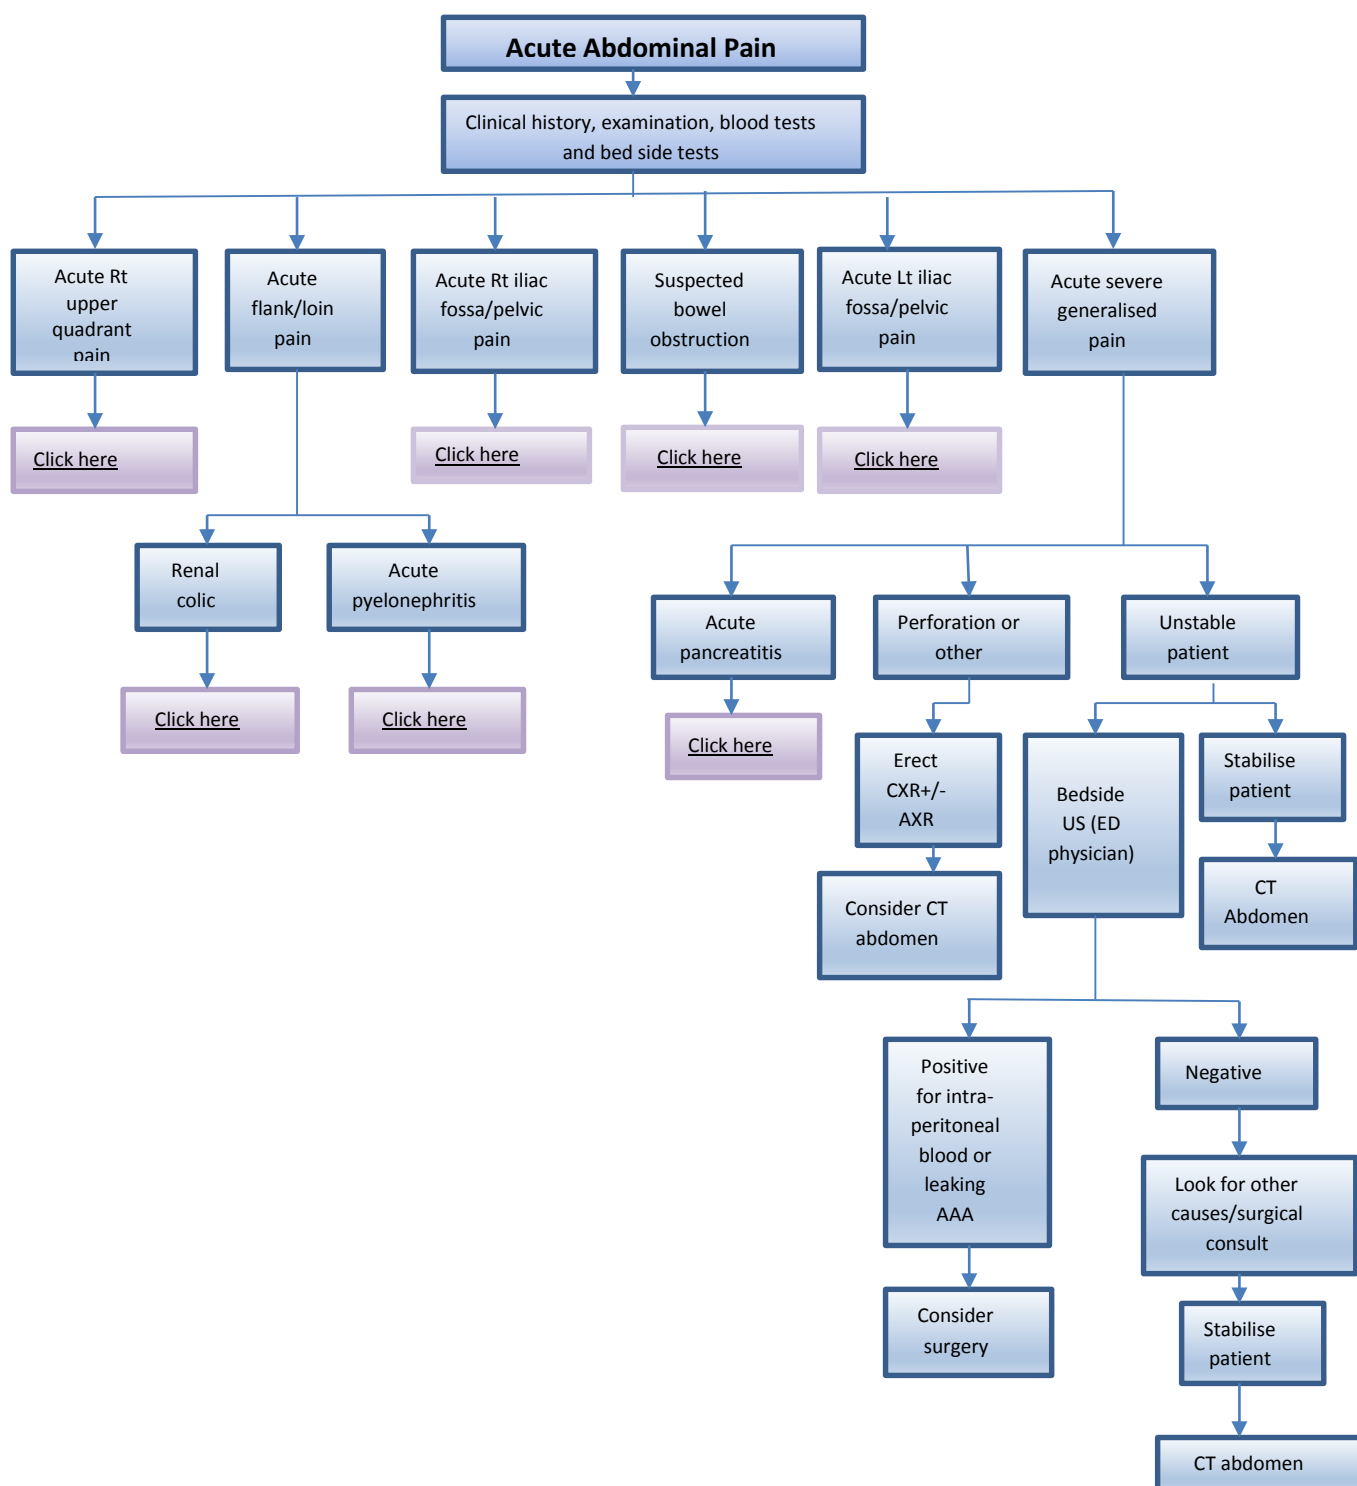 Acute Abdominal Pain
Clinical history, examination, blood tests
and bed side tests
Acute Rt
upper
quadrant
pain
Acute
flank/loin
pain
Acute Rt iliac
fossa/pelvic
pain
Suspected
bowel
obstruction
Acute Lt iliac
fossa/pelvic
pain
Acute severe
generalised
pain
Click here
Click here
Click here
Click here
Renal
colic
Acute
pyelonephritis
Acute
pancreatitis
Perforation or
other
Unstable
patient
Click here
Click here
Click here
Erect
CXR+/-
AXR
Bedside
US (ED
physician)
Stabilise
patient
Consider CT
abdomen
CT
Abdomen
Positive
for intra-
peritoneal
blood or
leaking
AAA
Negative
Look for other
causes/surgical
consult
Consider
surgery
Stabilise
patient
CT abdomen